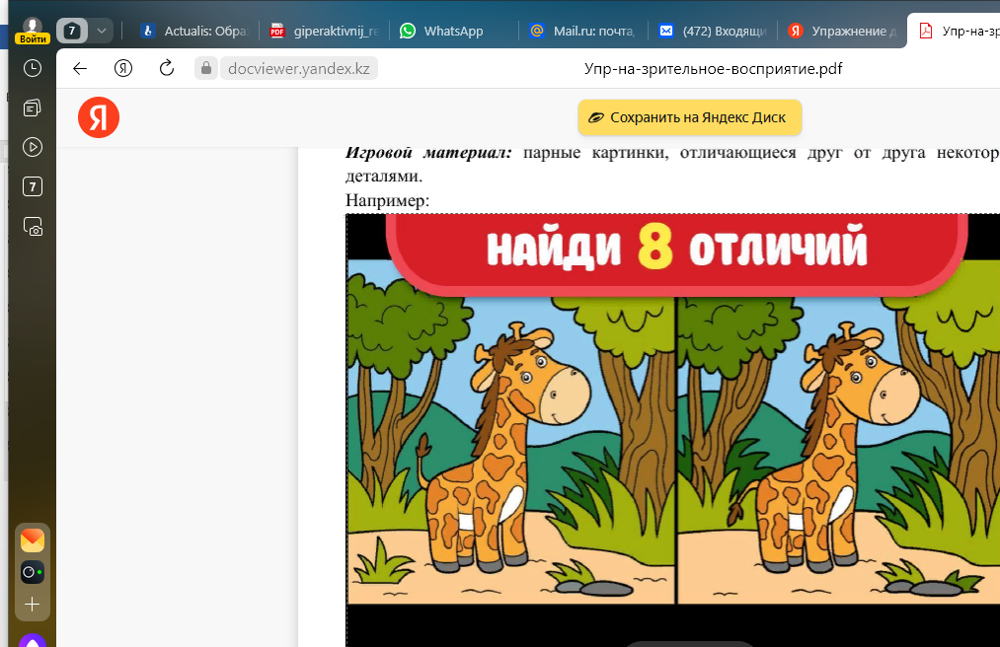 7
Actualis: Обра
giperaktivnij_re
WhatsApp
Mail.ru: почта,
(472) Входящи
Упражнение д
Упр-на-зр
Войти
docviewer.yandex.kz
Упр-на-зрительное-восприятие.pdf
Я
Сохранить на Яндекс Диск
Игровой материал: парные картинки, отличающиеся друг от друга некотор
деталями.
Например:
7
НАЙДИ 8 ОТЛИЧИЙ